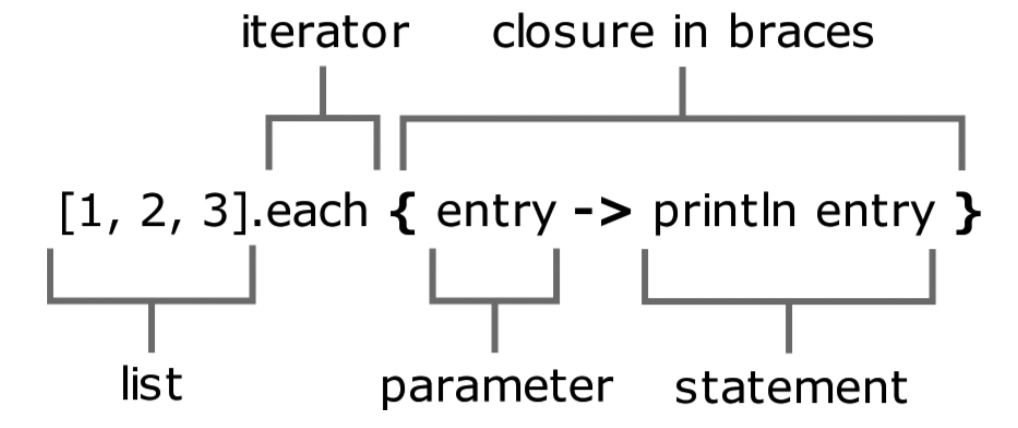 iterator closure in braces
[1, 2, 3].each { entry -> println entry }
list parameter statement